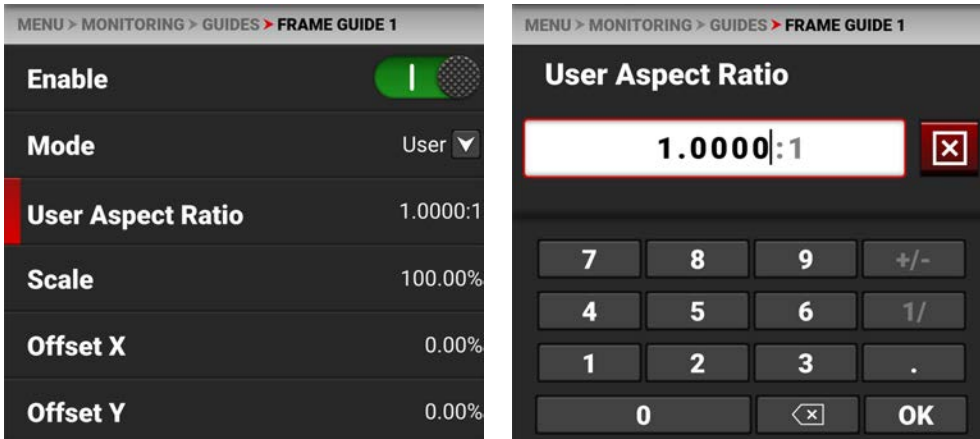 MENU > MONITORING > GUIDES > FRAME GUIDE 1
Enable
Mode User
User Aspect Ratio 1.0000:1
Scale 100.00%
Offset X 0.00%
Offset Y 0.00%
MENU > MONITORING > GUIDES > FRAME GUIDE 1
User Aspect Ratio
1.0000:1
7 8 9 +/-
4 5 6 1/
1 2 3 .
0 OK